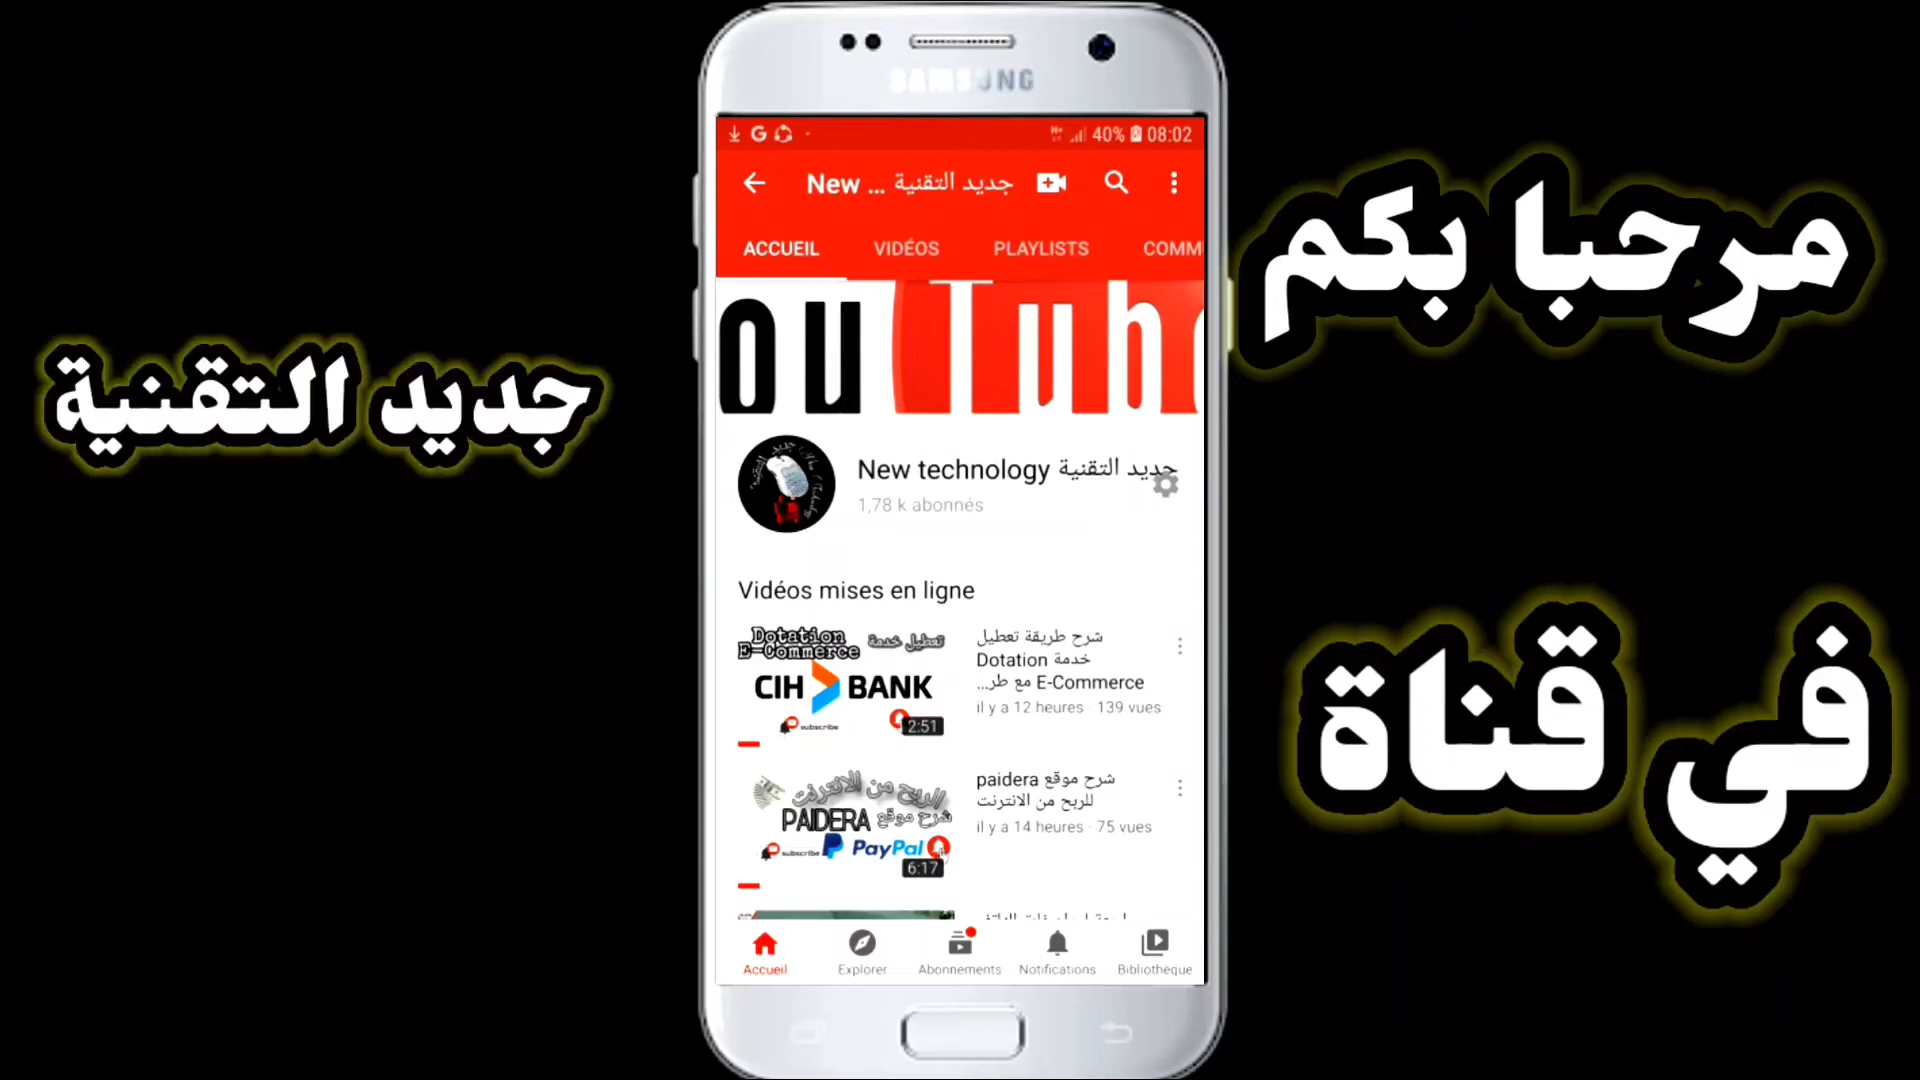 مرحبا بكم
في قناة
جديد التقنية
SAMSUNG
40% 08:02
New ... جديد التقنية
ACCUEIL VIDÉOS PLAYLISTS COMM
ouTube
New technology جديد التقنية
1,78 k abonnés
Vidéos mises en ligne
Dotation تعطيل خدمة
E-Commerce
CIH BANK
subscribe
2:51
شرح طريقة تعطيل
خدمة Dotation
E-Commerce مع طر...
il y a 12 heures · 139 vues
الربح من الانترنت
شرح موقع PAIDERA
subscribe PayPal
6:17
شرح موقع paidera
للربح من الانترنت
il y a 14 heures · 75 vues
Accueil Explorer Abonnements Notifications Bibliothèque